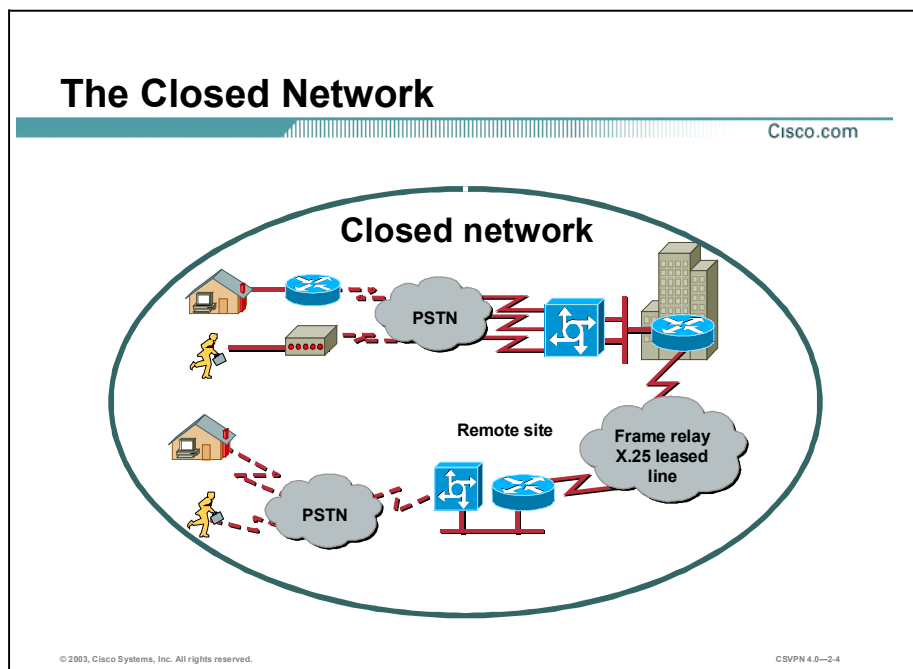 The Closed Network
Cisco.com
Closed network
PSTN
Remote site
Frame relay
X.25 leased
line
PSTN
© 2003, Cisco Systems, Inc. All rights reserved.
CSVPN 4.0—2-4